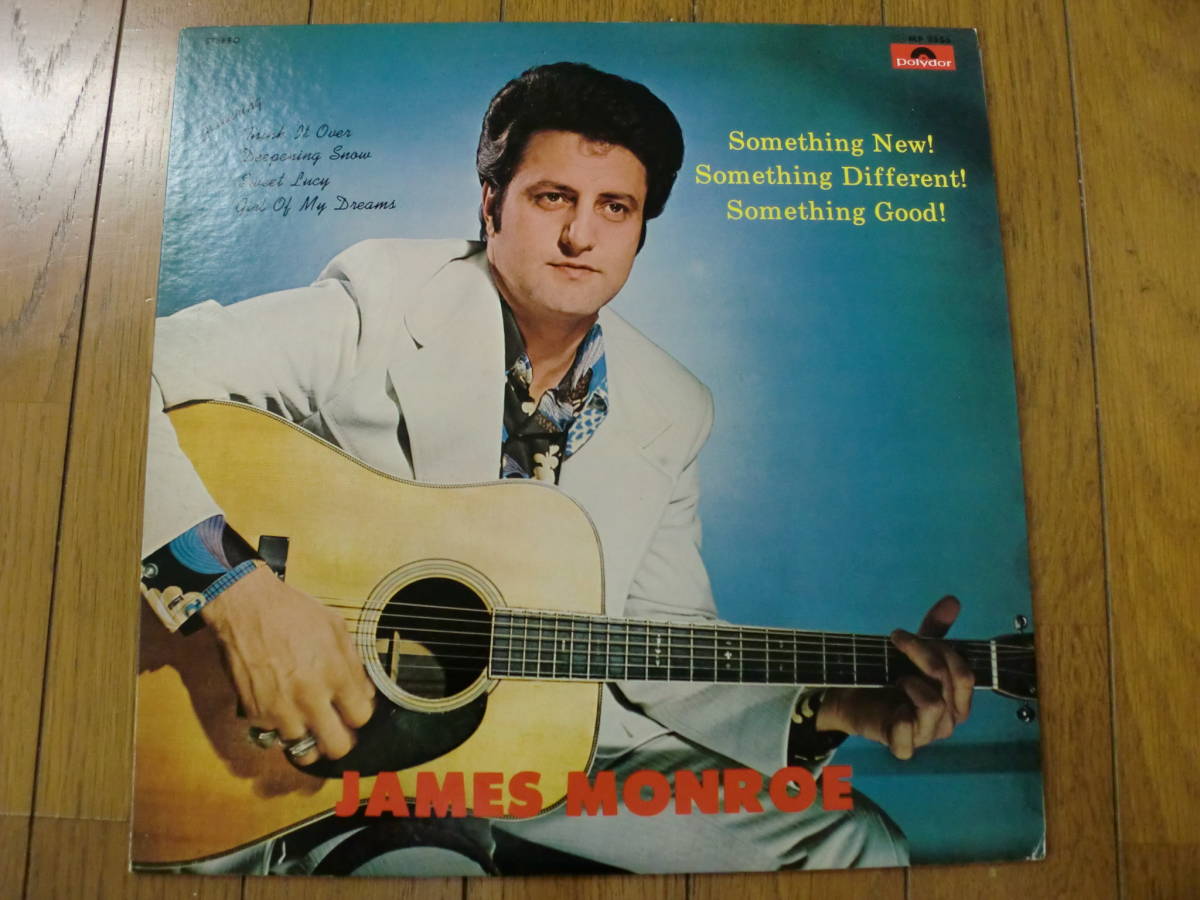 STEREO
Polydor
Think It Over
Deepening Snow
Sweet Lucy
Girl Of My Dreams
Something New!
Something Different!
Something Good!
JAMES MONROE